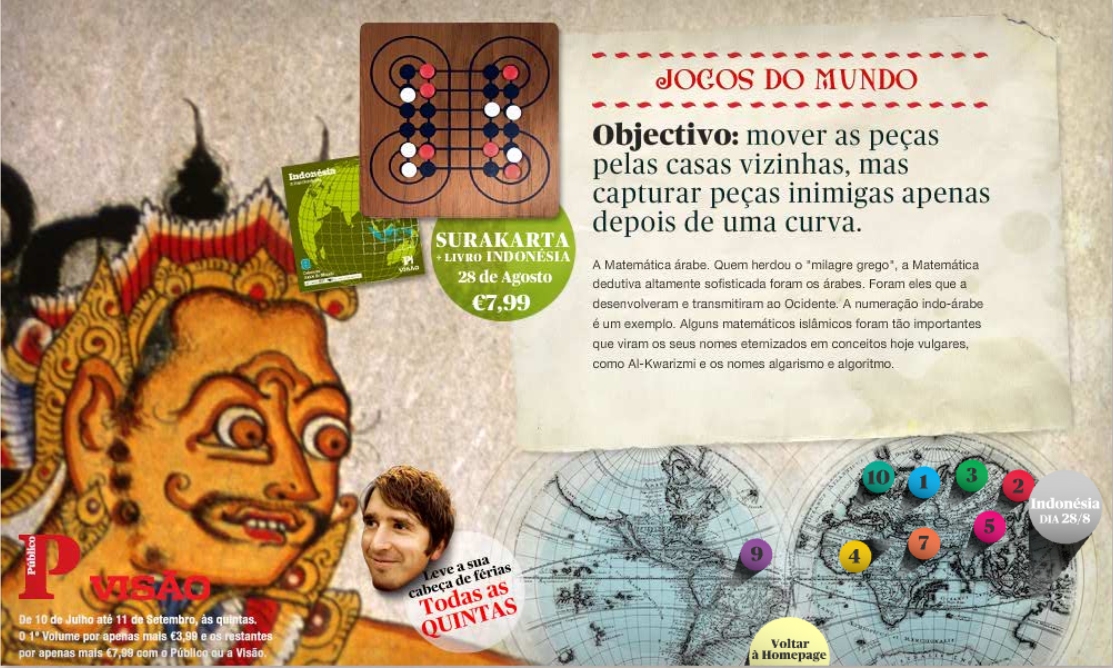 JOGOS DO MUNDO
Objectivo: mover as peças
pelas casas vizinhas, mas
capturar peças inimigas apenas
depois de uma curva.
A Matemática árabe. Quem herdou o "milagre grego", a Matemática
dedutiva altamente sofisticada foram os árabes. Foram eles que a
desenvolveram e transmitiram ao Ocidente. A numeração indo-árabe
é um exemplo. Alguns matemáticos islâmicos foram tão importantes
que viram os seus nomes eternizados em conceitos hoje vulgares,
como Al-Kwarizmi e os nomes algarismo e algoritmo.
Indonésia
P
VISÃO
SURAKARTA
+ LIVRO INDONÉSIA
28 de Agosto
€7,99
10
1
3
2
Indonésia
DIA 28/8
5
7
4
9
Leve a sua
cabeça de férias
Todas as
QUINTAS
Público
P
VISÃO
De 10 de Julho até 11 de Setembro, às quintas.
O 1º Volume por apenas mais €3,99 e os restantes
por apenas mais €7,99 com o Público ou a Visão.
Voltar
à Homepage